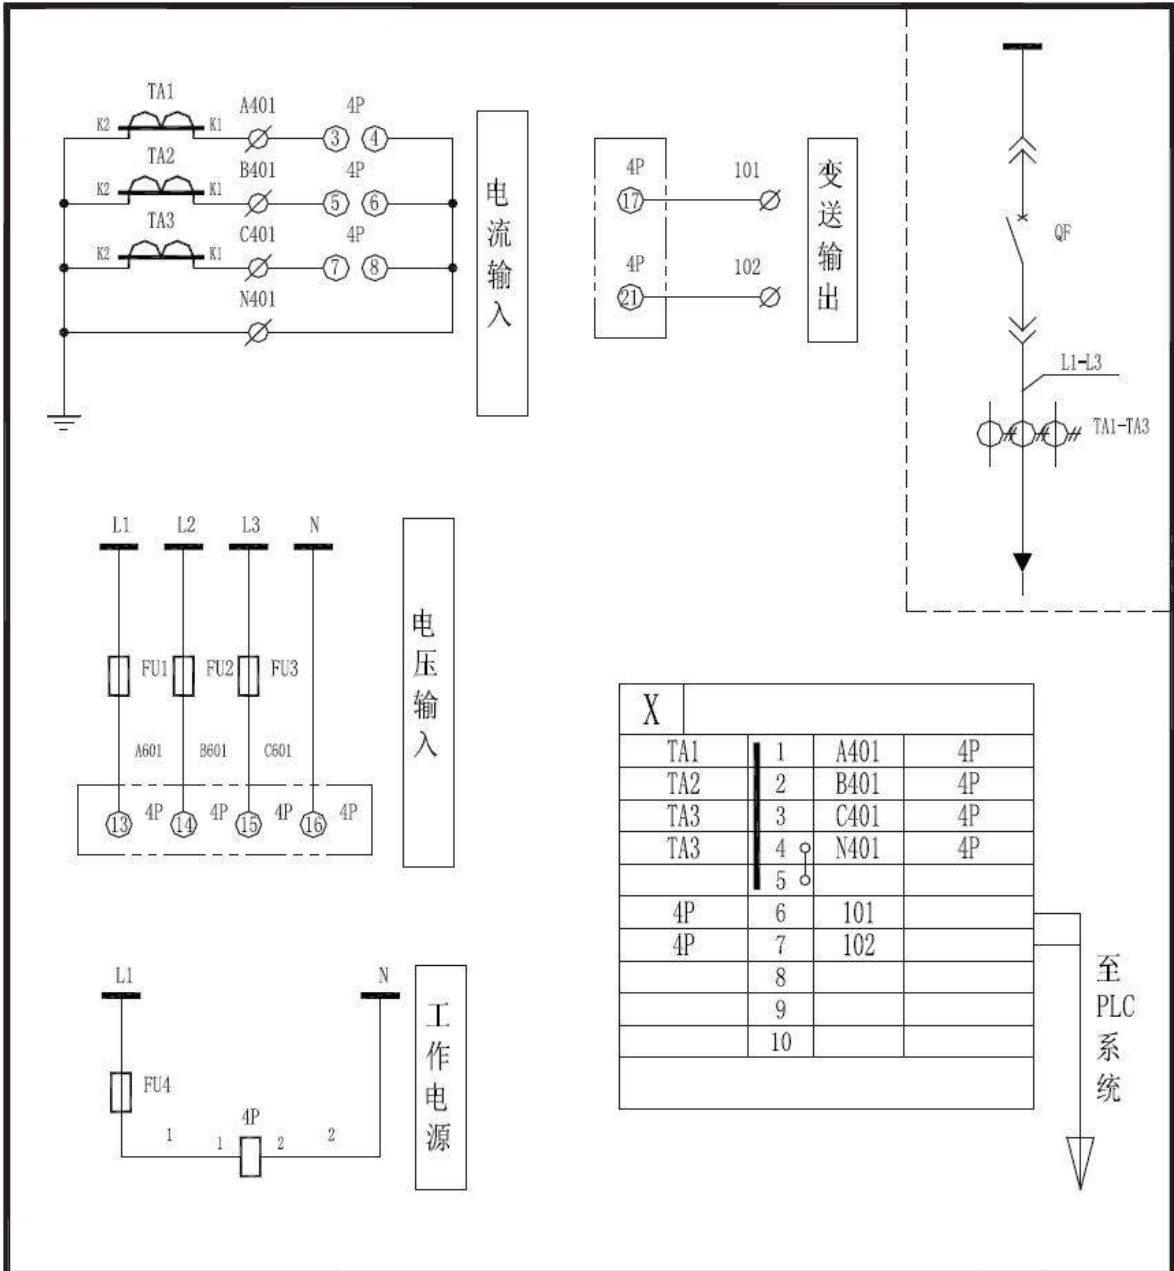 TA1
K2
K1
A401
4P
3
4
TA2
K2
K1
B401
4P
5
6
TA3
K2
K1
C401
4P
7
8
N401
电流输入
4P
101
17
4P
102
21
变送输出
QF
L1-L3
TA1-TA3
L1 L2 L3 N
FU1 FU2 FU3
A601 B601 C601
13 4P 14 4P 15 4P 16 4P
电压输入
L1 N
FU4
4P
1 1 2 2
工作电源
X
TA1 1 A401 4P
TA2 2 B401 4P
TA3 3 C401 4P
TA3 4 N401 4P
5
4P 6 101
4P 7 102
8
9
10
至
PLC
系
统